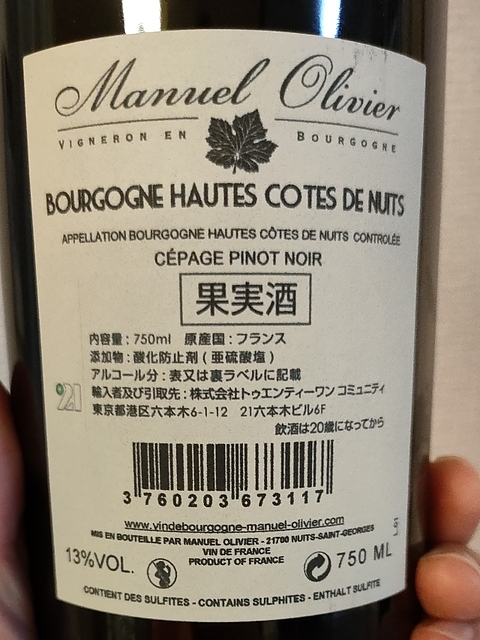 Manuel Olivier
VIGNERON EN BOURGOGNE
BOURGOGNE HAUTES COTES DE NUITS
APPELLATION BOURGOGNE HAUTES CÔTES DE NUITS CONTROLÉE
CÉPAGE PINOT NOIR
果実酒
内容量：750ml 原産国：フランス
添加物：酸化防止剤（亜硫酸塩）
アルコール分：表又は裏ラベルに記載
輸入者及び引取先：株式会社トゥエンティーワン コミュニティ
21
東京都港区六本木6-1-12 21六本木ビル6F
飲酒は20歳になってから
3 760203 673117
www.vindebourgogne-manuel-olivier.com
MIS EN BOUTEILLE PAR MANUEL OLIVIER - 21700 NUITS-SAINT-GEORGES
VIN DE FRANCE
13%VOL. PRODUCT OF FRANCE 750 ML
CONTIENT DES SULFITES - CONTAINS SULPHITES - ENTHALT SULFITE